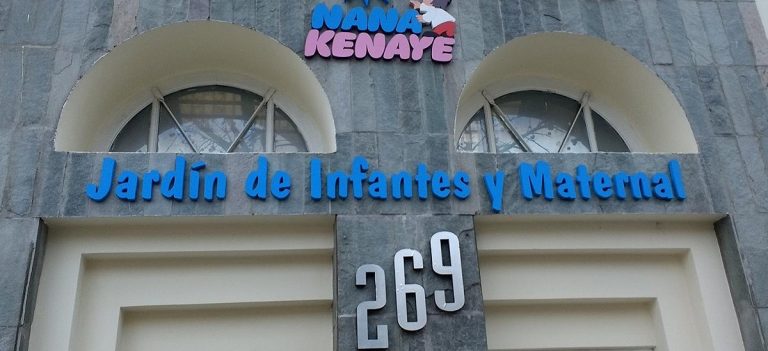 NANA
KENAYE
Jardín de Infantes y Maternal
269